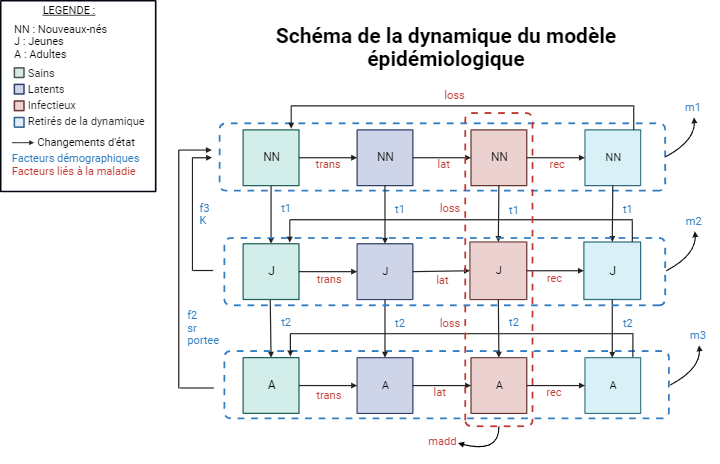 LEGENDE :
NN : Nouveaux-nés
J : Jeunes
A : Adultes
Sains
Latents
Infectieux
Retirés de la dynamique
Changements d'état
Facteurs démographiques
Facteurs liés à la maladie
Schéma de la dynamique du modèle
épidémiologique
loss
m1
NN
trans
NN
lat
NN
rec
NN
f3
K
t1
t1
loss
t1
t1
m2
J
trans
J
lat
J
rec
J
f2
sr
portee
t2
t2
loss
t2
t2
m3
A
trans
A
lat
A
rec
A
madd